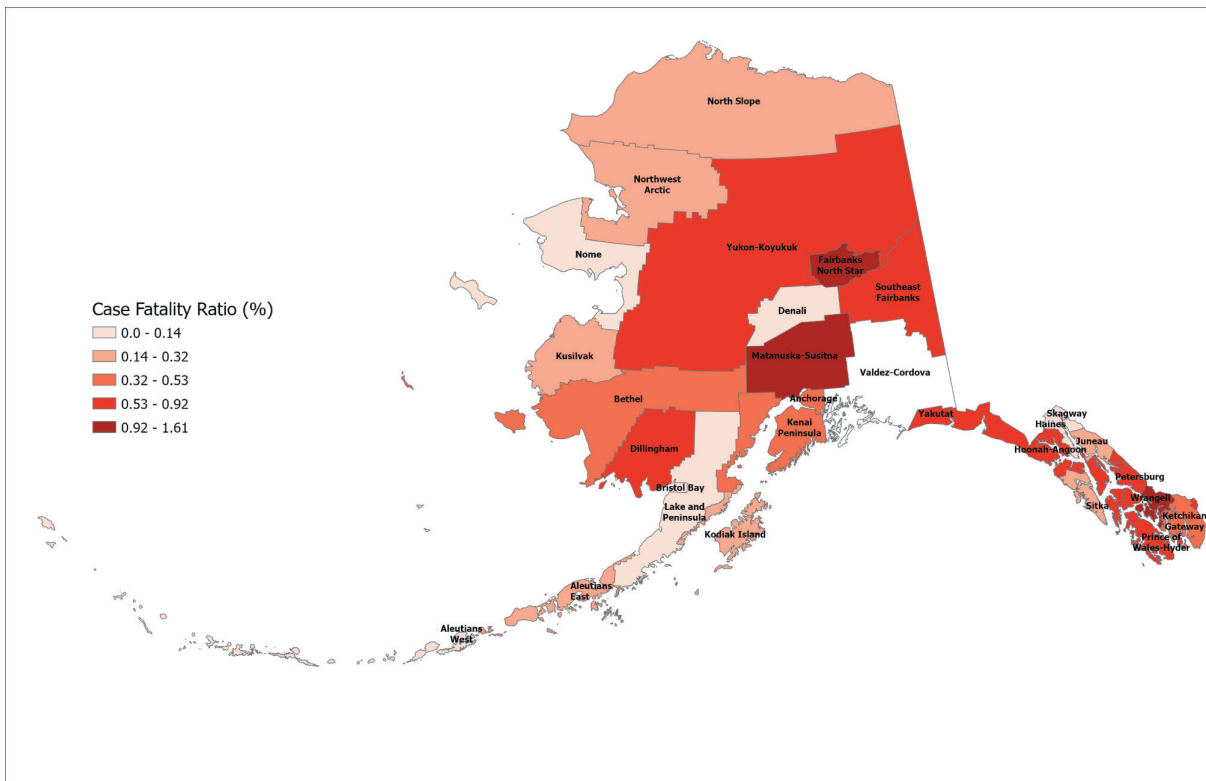 North Slope
Northwest
Arctic
Nome
Yukon-Koyukuk
Fairbanks
North Star
Southeast
Fairbanks
Denali
Case Fatality Ratio (%)
0.0 - 0.14
0.14 - 0.32
0.32 - 0.53
0.53 - 0.92
0.92 - 1.61
Kusilvak
Matanuska-Susitna
Valdez-Cordova
Bethel
Anchorage
Kenai
Peninsula
Dillingham
Yakutat
Skagway
Haines
Juneau
Hoonah-Angoon
Petersburg
Bristol Bay
Lake and
Peninsula
Kodiak Island
Sitka
Wrangell
Ketchikan
Gateway
Prince of
Wales-Hyder
Aleutians
East
Aleutians
West